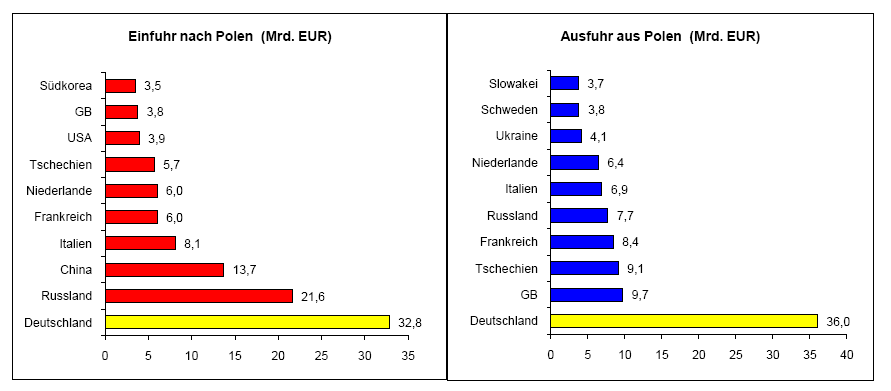 Einfuhr nach Polen (Mrd. EUR)
Südkorea 3,5
GB 3,8
USA 3,9
Tschechien 5,7
Niederlande 6,0
Frankreich 6,0
Italien 8,1
China 13,7
Russland 21,6
Deutschland 32,8
0 5 10 15 20 25 30 35
Ausfuhr aus Polen (Mrd. EUR)
Slowakei 3,7
Schweden 3,8
Ukraine 4,1
Niederlande 6,4
Italien 6,9
Russland 7,7
Frankreich 8,4
Tschechien 9,1
GB 9,7
Deutschland 36,0
0 5 10 15 20 25 30 35 40